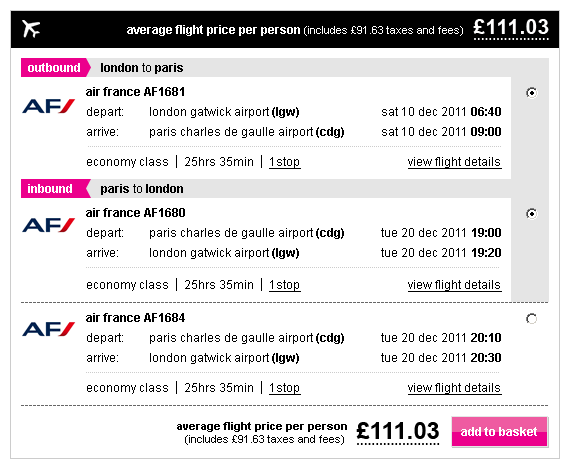 average flight price per person (includes £91.63 taxes and fees) £111.03
outbound london to paris
AF
air france AF1681
depart: london gatwick airport (lgw) sat 10 dec 2011 06:40
arrive: paris charles de gaulle airport (cdg) sat 10 dec 2011 09:00
economy class | 25hrs 35min | 1stop view flight details
inbound paris to london
AF
air france AF1680
depart: paris charles de gaulle airport (cdg) tue 20 dec 2011 19:00
arrive: london gatwick airport (lgw) tue 20 dec 2011 19:20
economy class | 25hrs 35min | 1stop view flight details
AF
air france AF1684
depart: paris charles de gaulle airport (cdg) tue 20 dec 2011 20:10
arrive: london gatwick airport (lgw) tue 20 dec 2011 20:30
economy class | 25hrs 35min | 1stop view flight details
average flight price per person
(includes £91.63 taxes and fees) £111.03 add to basket